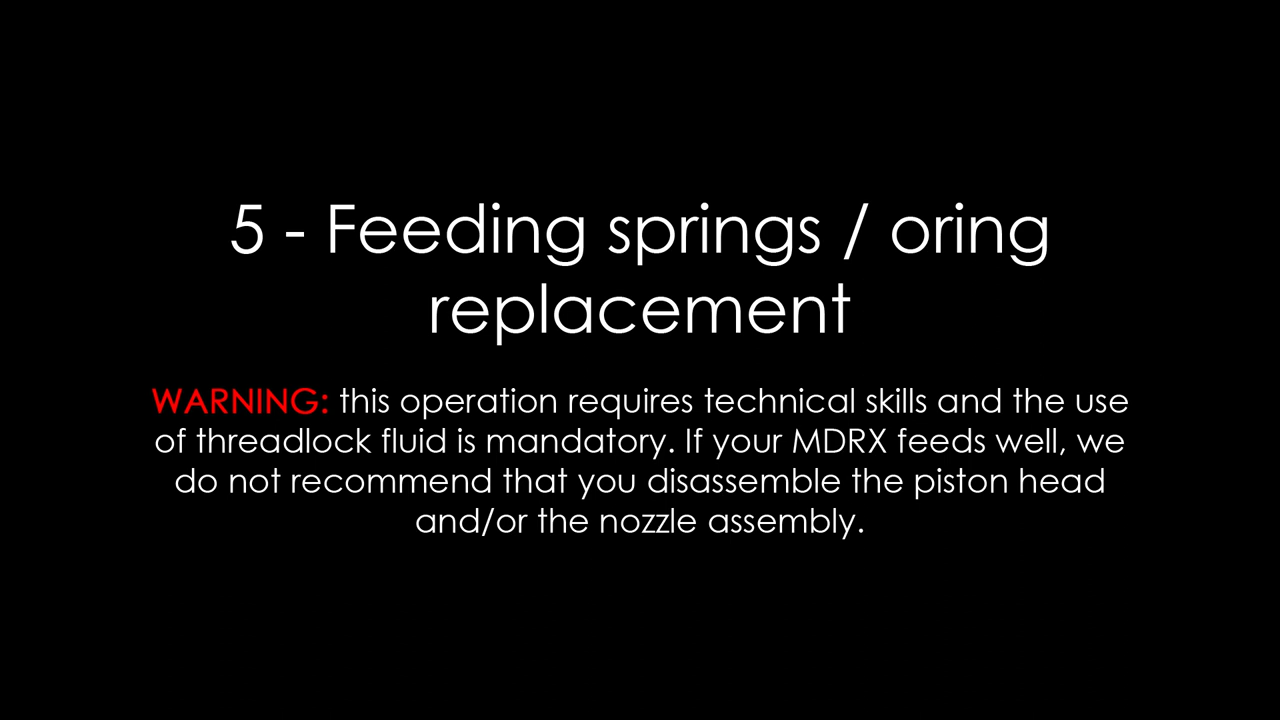 5 - Feeding springs / oring
replacement
WARNING: this operation requires technical skills and the use
of threadlock fluid is mandatory. If your MDRX feeds well, we
do not recommend that you disassemble the piston head
and/or the nozzle assembly.